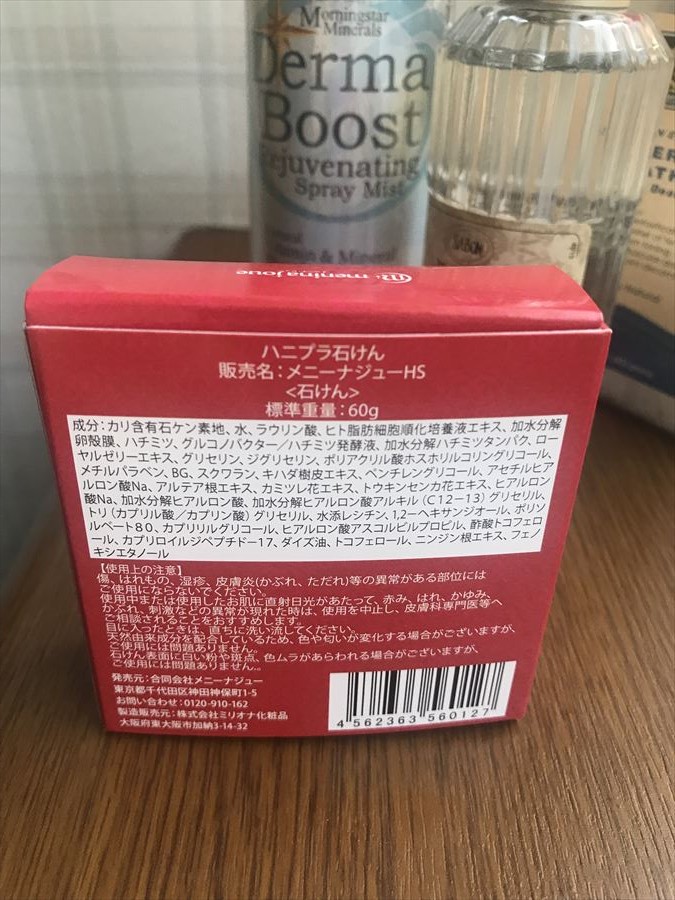 Morningstar
Minerals
Derma
Boost
Rejuvenating
Spray Mist
SABON
menina joue
ハニプラ石けん
販売名：メニーナジューHS
<石けん>
標準重量：60g
成分：カリ含有石ケン素地、水、ラウリン酸、ヒト脂肪細胞順化培養液エキス、加水分解
卵殻膜、ハチミツ、グルコノバクター／ハチミツ発酵液、加水分解ハチミツタンパク、ロー
ヤルゼリーエキス、グリセリン、ジグリセリン、ポリアクリル酸ホスホリルコリングリコール、
メチルパラベン、BG、スクワラン、キハダ樹皮エキス、ペンチレングリコール、アセチルヒア
ルロン酸Na、アルテア根エキス、カミツレ花エキス、トウキンセンカ花エキス、ヒアルロン
酸Na、加水分解ヒアルロン酸、加水分解ヒアルロン酸アルキル（C12-13）グリセリル、
トリ（カプリル酸／カプリン酸）グリセリル、水添レシチン、1,2-ヘキサンジオール、ポリソ
ルベート80、カプリリルグリコール、ヒアルロン酸アスコルビルプロピル、酢酸トコフェロ
ール、カプリロイルジペプチド-17、ダイズ油、トコフェロール、ニンジン根エキス、フェノ
キシエタノール
【使用上の注意】
傷、はれもの、湿疹、皮膚炎(かぶれ、ただれ)等の異常がある部位には
ご使用にならないでください。
使用中または使用したお肌に直射日光があたって、赤み、はれ、かゆみ、
かぶれ、刺激などの異常が現れた時は、使用を中止し、皮膚科専門医等へ
ご相談されることをおすすめします。
目に入ったときは、直ちに洗い流してください。
天然由来成分を配合しているため、色や匂いが変化する場合がございますが、
ご使用には問題ありません。
石けん表面に白い粉や斑点、色ムラがあらわれる場合がございますが、
ご使用には問題ありません。
発売元：合同会社メニーナジュー
東京都千代田区神田神保町1-5
お問い合わせ：0120-910-162
製造販売元：株式会社ミリオナ化粧品
大阪府東大阪市加納3-14-32
4 562363 560127